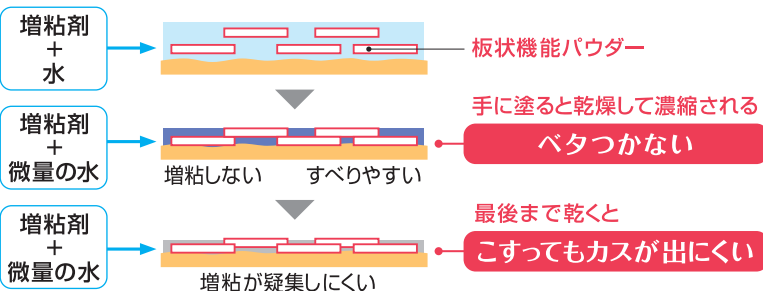 増粘剤
+
水
板状機能パウダー
手に塗ると乾燥して濃縮される
増粘剤
+
微量の水
ベタつかない
増粘しない
すべりやすい
最後まで乾くと
増粘剤
+
微量の水
こすってもカスが出にくい
増粘が疑集しにくい